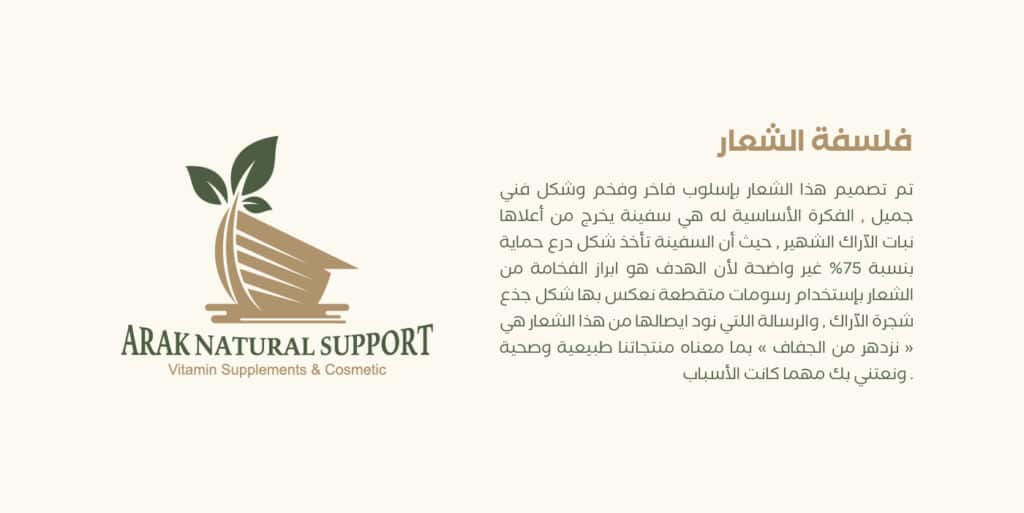 فلسفة الشعار
تم تصميم هذا الشعار بإسلوب فاخر وفخم وشكل فني
جميل , الفكرة الأساسية له هي سفينة يخرج من أعلاها
نبات الآراك الشهير , حيث أن السفينة تأخذ شكل درع حماية
بنسبة 75% غير واضحة لأن الهدف هو ابراز الفخامة من
الشعار بإستخدام رسومات متقطعة نعكس بها شكل جذع
شجرة الآراك , والرسالة اللتي نود ايصالها من هذا الشعار هي
« نزدهر من الجفاف » بما معناه منتجاتنا طبيعية وصحية
. ونعتني بك مهما كانت الأسباب
ARAK NATURAL SUPPORT
Vitamin Supplements & Cosmetic